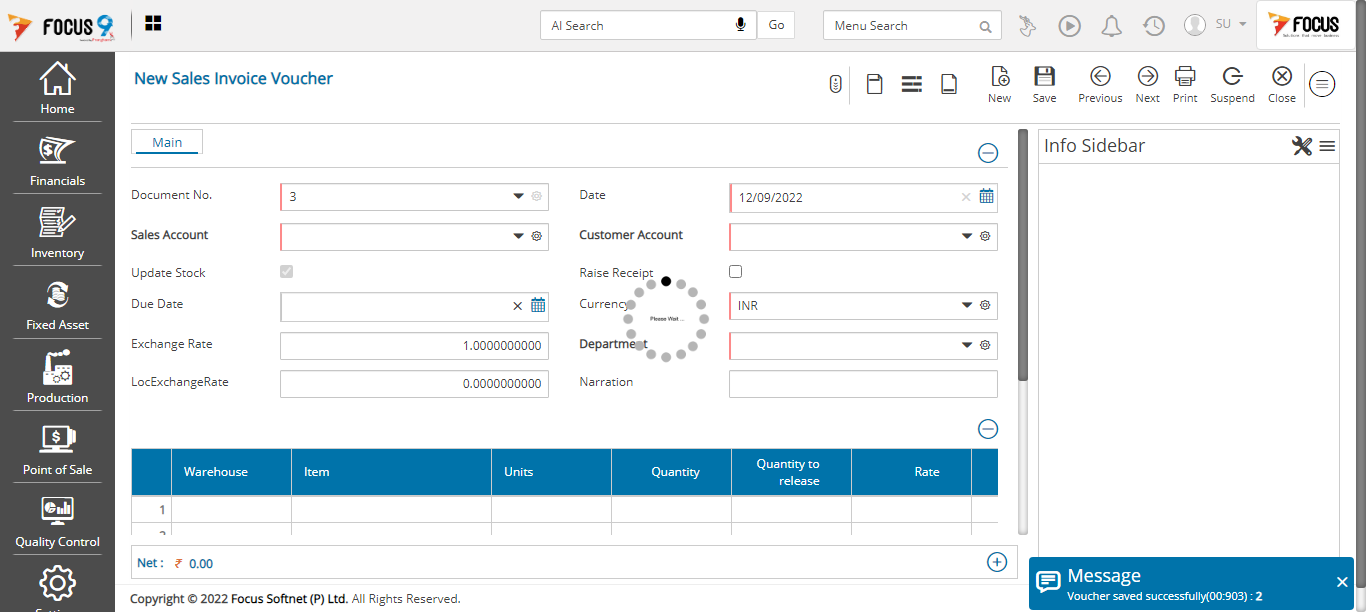 FOCUS 9
AI Search
Go
Menu Search
SU
FOCUS
Home
Financials
Inventory
Fixed Asset
Production
Point of Sale
Quality Control
New Sales Invoice Voucher
New
Save
Previous
Next
Print
Suspend
Close
Main
Info Sidebar
Document No.
3
Date
12/09/2022
Sales Account
Customer Account
Update Stock
Raise Receipt
Due Date
Currency
INR
Please Wait ...
Exchange Rate
1.0000000000
Department
LocExchangeRate
0.0000000000
Narration
Warehouse
Item
Units
Quantity
Quantity to
release
Rate
1
Net : ₹ 0.00
Message
Voucher saved successfully(00:903) : 2
Copyright © 2022 Focus Softnet (P) Ltd. All Rights Reserved.